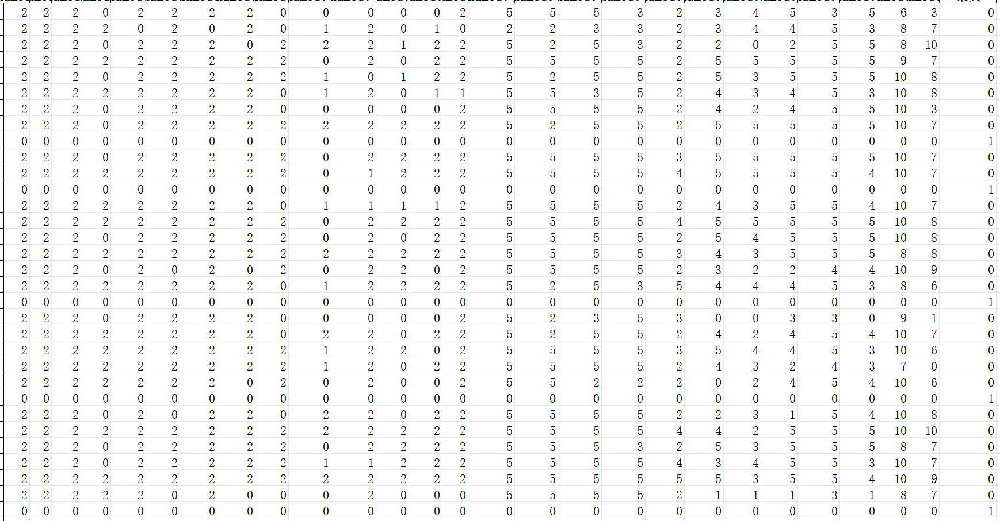 2 2 2 0 2 2 2 2 0 0 0 0 0 2 5 5 5 3 2 3 4 5 3 5 6 3 0
2 2 2 2 0 2 0 2 0 1 2 0 1 0 2 2 3 3 2 3 4 4 5 3 8 7 0
2 2 2 0 2 2 2 0 2 2 2 1 2 2 5 2 5 3 2 2 0 2 5 5 8 10 0
2 2 2 2 2 2 2 2 2 0 2 0 2 2 5 5 5 5 2 5 5 5 5 5 9 7 0
2 2 2 0 2 2 2 2 2 1 0 1 2 2 5 2 5 5 2 5 3 5 5 5 10 8 0
2 2 2 2 2 2 2 2 0 1 2 0 1 1 5 5 3 5 2 4 3 4 5 3 10 8 0
2 2 2 0 2 2 2 2 0 0 0 0 0 2 5 5 5 5 2 4 2 4 5 5 10 3 0
2 2 2 0 2 2 2 2 2 2 2 2 2 2 5 2 5 5 2 5 5 5 5 5 10 7 0
0 0 0 0 0 0 0 0 0 0 0 0 0 0 0 0 0 0 0 0 0 0 0 0 0 0 1
2 2 2 0 2 2 2 2 2 0 2 2 2 2 5 5 5 5 3 5 5 5 5 5 10 7 0
2 2 2 2 2 2 2 2 2 0 1 2 2 2 5 5 5 5 4 5 5 5 5 4 10 7 0
0 0 0 0 0 0 0 0 0 0 0 0 0 0 0 0 0 0 0 0 0 0 0 0 0 0 1
2 2 2 2 2 2 2 2 0 1 1 1 1 2 5 5 5 5 2 4 3 5 5 4 10 7 0
2 2 2 2 2 2 2 2 2 0 2 2 2 2 5 5 5 5 4 5 5 5 5 5 10 8 0
2 2 2 0 2 2 2 2 2 0 2 0 2 2 5 5 5 5 2 5 4 5 5 5 10 8 0
2 2 2 2 2 2 2 2 2 2 2 2 2 2 5 5 5 5 3 4 3 5 5 5 8 8 0
2 2 2 0 2 0 2 0 2 0 2 2 0 2 5 5 5 5 2 3 2 2 4 4 10 9 0
2 2 2 2 2 2 2 2 0 1 2 2 2 2 5 2 5 3 5 4 4 4 5 3 8 6 0
0 0 0 0 0 0 0 0 0 0 0 0 0 0 0 0 0 0 0 0 0 0 0 0 0 0 1
2 2 2 0 2 2 2 2 0 0 0 0 0 2 5 2 3 5 3 0 0 3 3 0 9 1 0
2 2 2 2 2 2 2 2 0 2 2 0 2 2 5 2 5 5 2 4 2 4 5 4 10 7 0
2 2 2 2 2 2 2 2 2 1 2 2 0 2 5 5 5 5 3 5 4 4 5 3 10 6 0
2 2 2 2 2 2 2 2 2 1 2 0 2 2 5 5 5 5 2 4 3 2 4 3 7 0 0
2 2 2 2 2 2 2 0 2 0 2 0 0 2 5 5 2 2 2 0 2 4 5 4 10 6 0
0 0 0 0 0 0 0 0 0 0 0 0 0 0 0 0 0 0 0 0 0 0 0 0 0 0 1
2 2 2 0 2 0 2 2 0 2 2 0 2 2 5 5 5 5 2 2 3 1 5 4 10 8 0
2 2 2 2 2 2 2 2 2 2 2 2 2 2 5 5 5 5 4 4 2 5 5 5 10 10 0
2 2 2 0 2 2 2 2 2 0 2 2 2 2 5 5 5 3 2 5 3 5 5 5 8 7 0
2 2 2 0 2 2 2 2 2 1 1 2 2 2 5 5 5 5 4 3 4 5 5 3 10 7 0
2 2 2 2 2 2 2 2 2 2 2 2 2 2 5 5 5 5 5 5 3 5 5 4 10 9 0
2 2 2 2 2 0 2 0 0 0 2 0 0 0 5 5 5 5 2 1 1 1 3 1 8 7 0
0 0 0 0 0 0 0 0 0 0 0 0 0 0 0 0 0 0 0 0 0 0 0 0 0 0 1